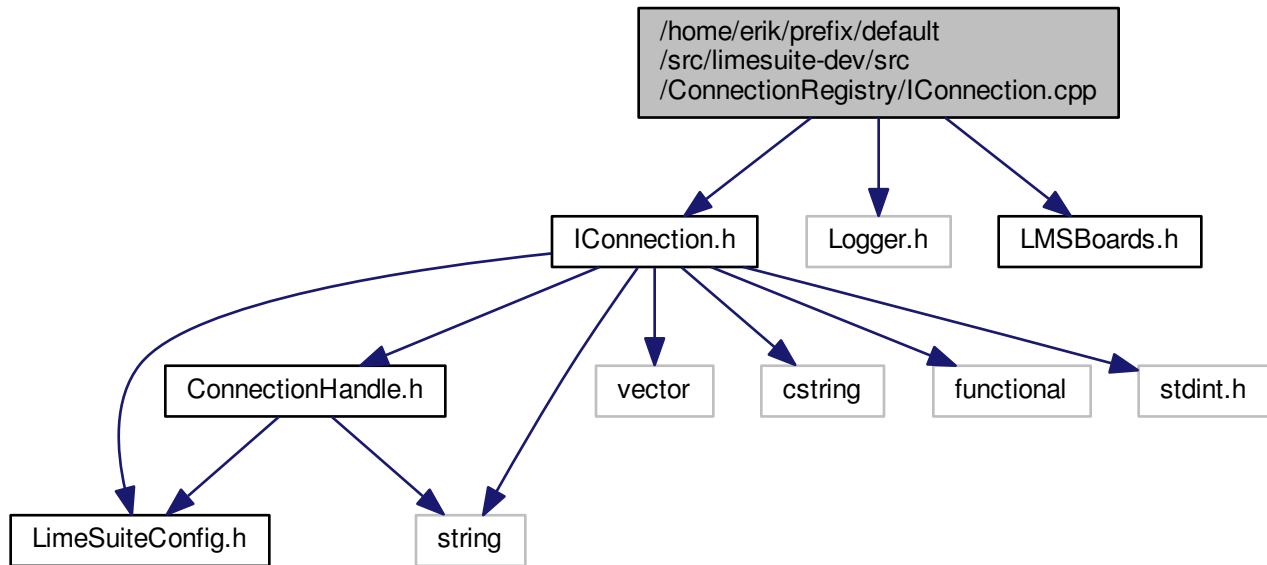 /home/erik/prefix/default
/src/limesuite-dev/src
/ConnectionRegistry/IConnection.cpp
IConnection.h
Logger.h
LMSBoards.h
ConnectionHandle.h
vector
cstring
functional
stdint.h
LimeSuiteConfig.h
string